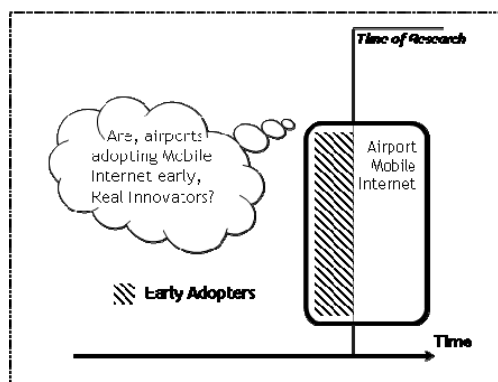 Time of Research
Are, airports
adopting Mobile
Internet early,
Real Innovators?
Airport
Mobile
Internet
Early Adopters
Time